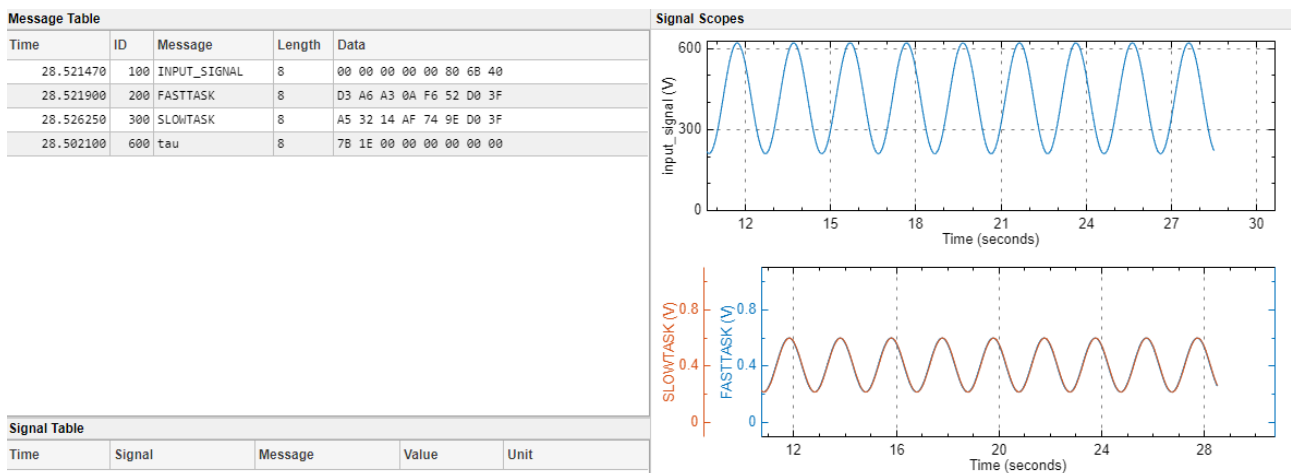 Message Table
Time ID Message Length Data
28.521470 100 INPUT_SIGNAL 8 00 00 00 00 00 80 6B 40
28.521900 200 FASTTASK 8 D3 A6 A3 0A F6 52 D0 3F
28.526250 300 SLOWTASK 8 A5 32 14 AF 74 9E D0 3F
28.502100 600 tau 8 7B 1E 00 00 00 00 00 00
Signal Table
Time Signal Message Value Unit
Signal Scopes
input_signal (V)
600
300
0
12 15 18 21 24 27 30
Time (seconds)
SLOWTASK (V)
0.8
0.4
0
FASTTASK (V)
0.8
0.4
0
12 16 20 24 28
Time (seconds)